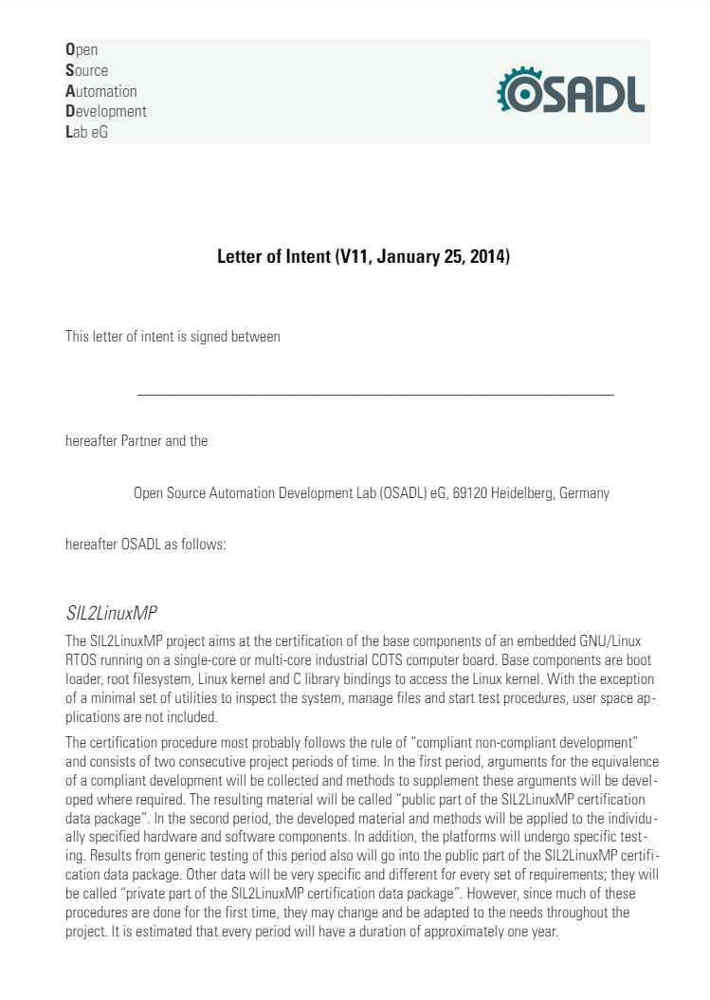 Open
Source
Automation
Development
Lab eG
OSADL
Letter of Intent (V11, January 25, 2014)
This letter of intent is signed between
hereafter Partner and the
Open Source Automation Development Lab (OSADL) eG, 69120 Heidelberg, Germany
hereafter OSADL as follows:
SIL2LinuxMP
The SIL2LinuxMP project aims at the certification of the base components of an embedded GNU/Linux
RTOS running on a single-core or multi-core industrial COTS computer board. Base components are boot
loader, root filesystem, Linux kernel and C library bindings to access the Linux kernel. With the exception
of a minimal set of utilities to inspect the system, manage files and start test procedures, user space ap-
plications are not included.
The certification procedure most probably follows the rule of “compliant non-compliant development”
and consists of two consecutive project periods of time. In the first period, arguments for the equivalence
of a compliant development will be collected and methods to supplement these arguments will be devel-
oped where required. The resulting material will be called “public part of the SIL2LinuxMP certification
data package”. In the second period, the developed material and methods will be applied to the individu-
ally specified hardware and software components. In addition, the platforms will undergo specific test-
ing. Results from generic testing of this period also will go into the public part of the SIL2LinuxMP certifi-
cation data package. Other data will be very specific and different for every set of requirements; they will
be called “private part of the SIL2LinuxMP certification data package”. However, since much of these
procedures are done for the first time, they may change and be adapted to the needs throughout the
project. It is estimated that every period will have a duration of approximately one year.